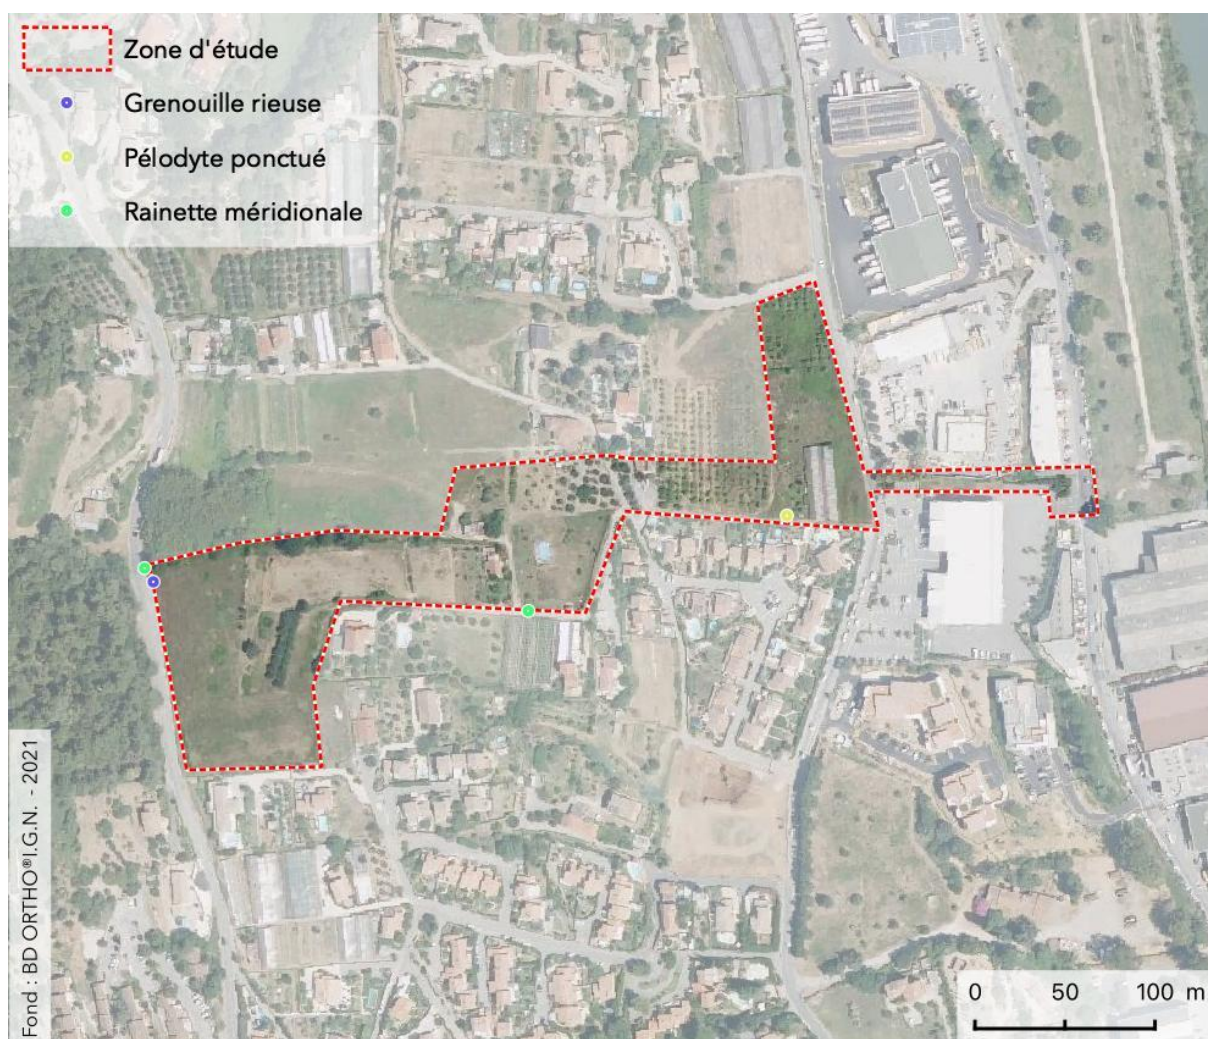 Zone d'étude
Grenouille rieuse
Pélodyte ponctué
Rainette méridionale
Fond : BD ORTHO®I.G.N. - 2021
0 50 100 m